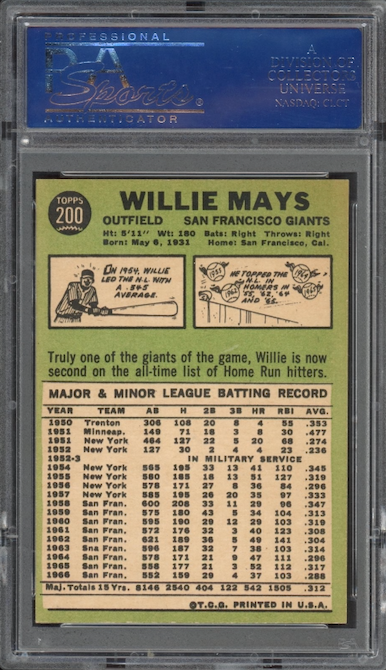 PROFESSIONAL
PSA
Sports®
AUTHENTICATOR
A
DIVISION OF
COLLECTORS
UNIVERSE
NASDAQ: CLCT
TOPPS
200
WILLIE MAYS
OUTFIELD SAN FRANCISCO GIANTS
Ht: 5'11" Wt: 180 Bats: Right Throws: Right
Born: May 6, 1931 Home: San Francisco, Cal.
IN 1954, WILLIE
LED THE N.L. WITH
A .345
AVERAGE.
HE TOPPED THE
N.L. IN
HOMERS IN
'55, '62, '64
AND '65.
1955
1962
1964
1965
Truly one of the giants of the game, Willie is now
second on the all-time list of Home Run hitters.
MAJOR & MINOR LEAGUE BATTING RECORD
YEAR TEAM AB H 2B 3B HR RBI AVG.
1950 Trenton 306 108 20 8 4 55 .353
1951 Minneap. 149 71 18 3 8 30 .477
1951 New York 464 127 22 5 20 68 .274
1952 New York 127 30 2 4 4 23 .236
1952-3 IN MILITARY SERVICE
1954 New York 565 195 33 13 41 110 .345
1955 New York 580 185 18 13 51 127 .319
1956 New York 578 171 27 8 36 84 .296
1957 New York 585 195 26 20 35 97 .333
1958 San Fran. 600 208 33 11 29 96 .347
1959 San Fran. 575 180 43 5 34 104 .313
1960 San Fran. 595 190 29 12 29 103 .319
1961 San Fran. 572 176 32 3 40 123 .308
1962 San Fran. 621 189 36 5 49 141 .304
1963 San Fran. 596 187 32 7 38 103 .314
1964 San Fran. 578 171 21 9 47 111 .296
1965 San Fran. 558 177 21 3 52 112 .317
1966 San Fran. 552 159 29 4 37 103 .288
Maj. Totals 15 Yrs. 8146 2540 404 122 542 1505 .312
©T.C.G. PRINTED IN U.S.A.